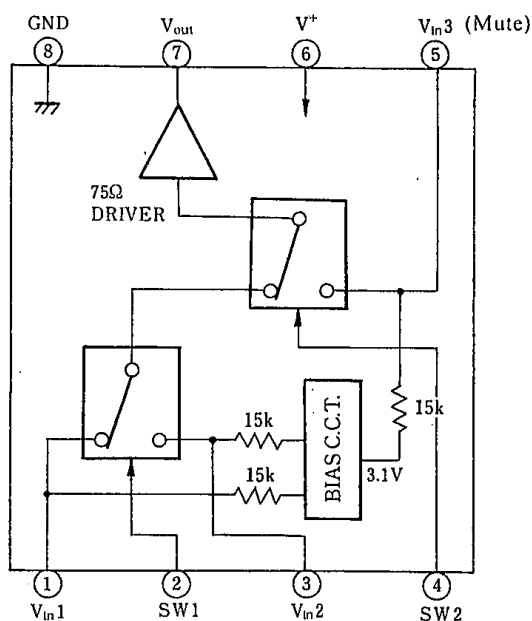 GND Vout V+ VIn3 (Mute)
8 7 6 5
75Ω
DRIVER
15k
15k
15k
BIAS C.C.T.
3.1V
1 2 3 4
VIn1 SW1 VIn2 SW2